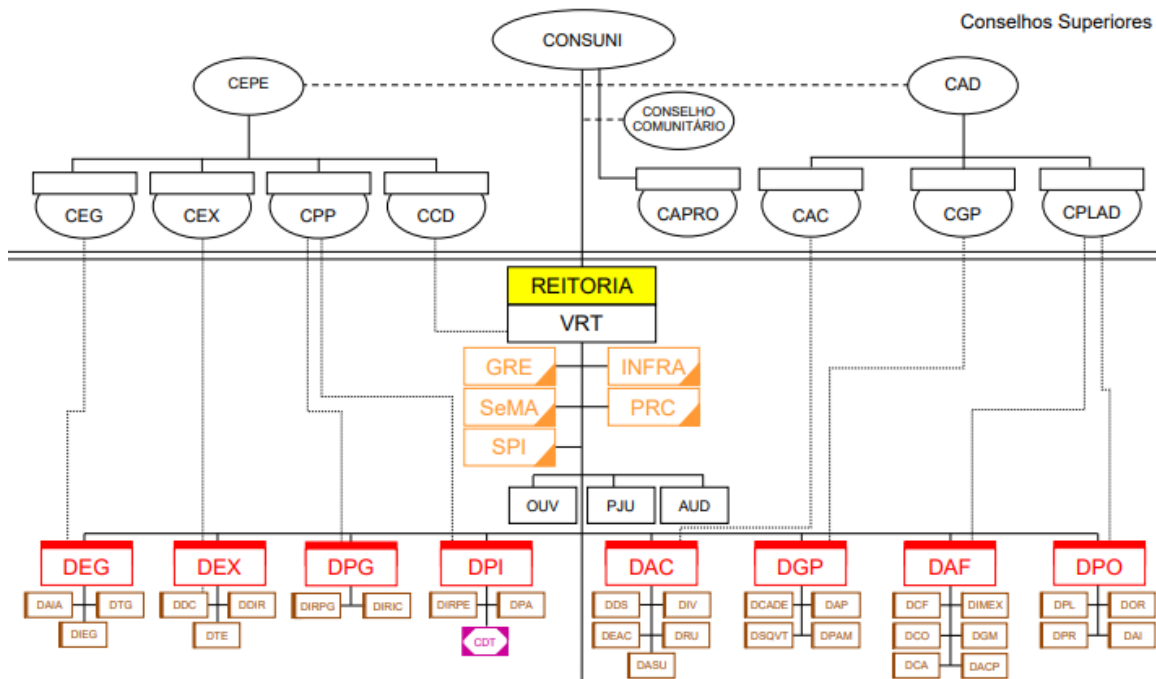 Conselhos Superiores
CONSUNI
CEPE
CAD
CONSELHO
COMUNITÁRIO
CEG
CEX
CPP
CCD
CAPRO
CAC
CGP
CPLAD
REITORIA
VRT
GRE
INFRA
SeMA
PRC
SPI
OUV
PJU
AUD
DEG
DEX
DPG
DPI
DAC
DGP
DAF
DPO
DAIA
DTG
DIEG
DDC
DDIR
DTE
DIRPG
DIRIC
DIRPE
DPA
CDT
DDS
DIV
DEAC
DRU
DASU
DCADE
DAP
DSQVT
DPAM
DCF
DIMEX
DCO
DGM
DCA
DACP
DPL
DOR
DPR
DAI